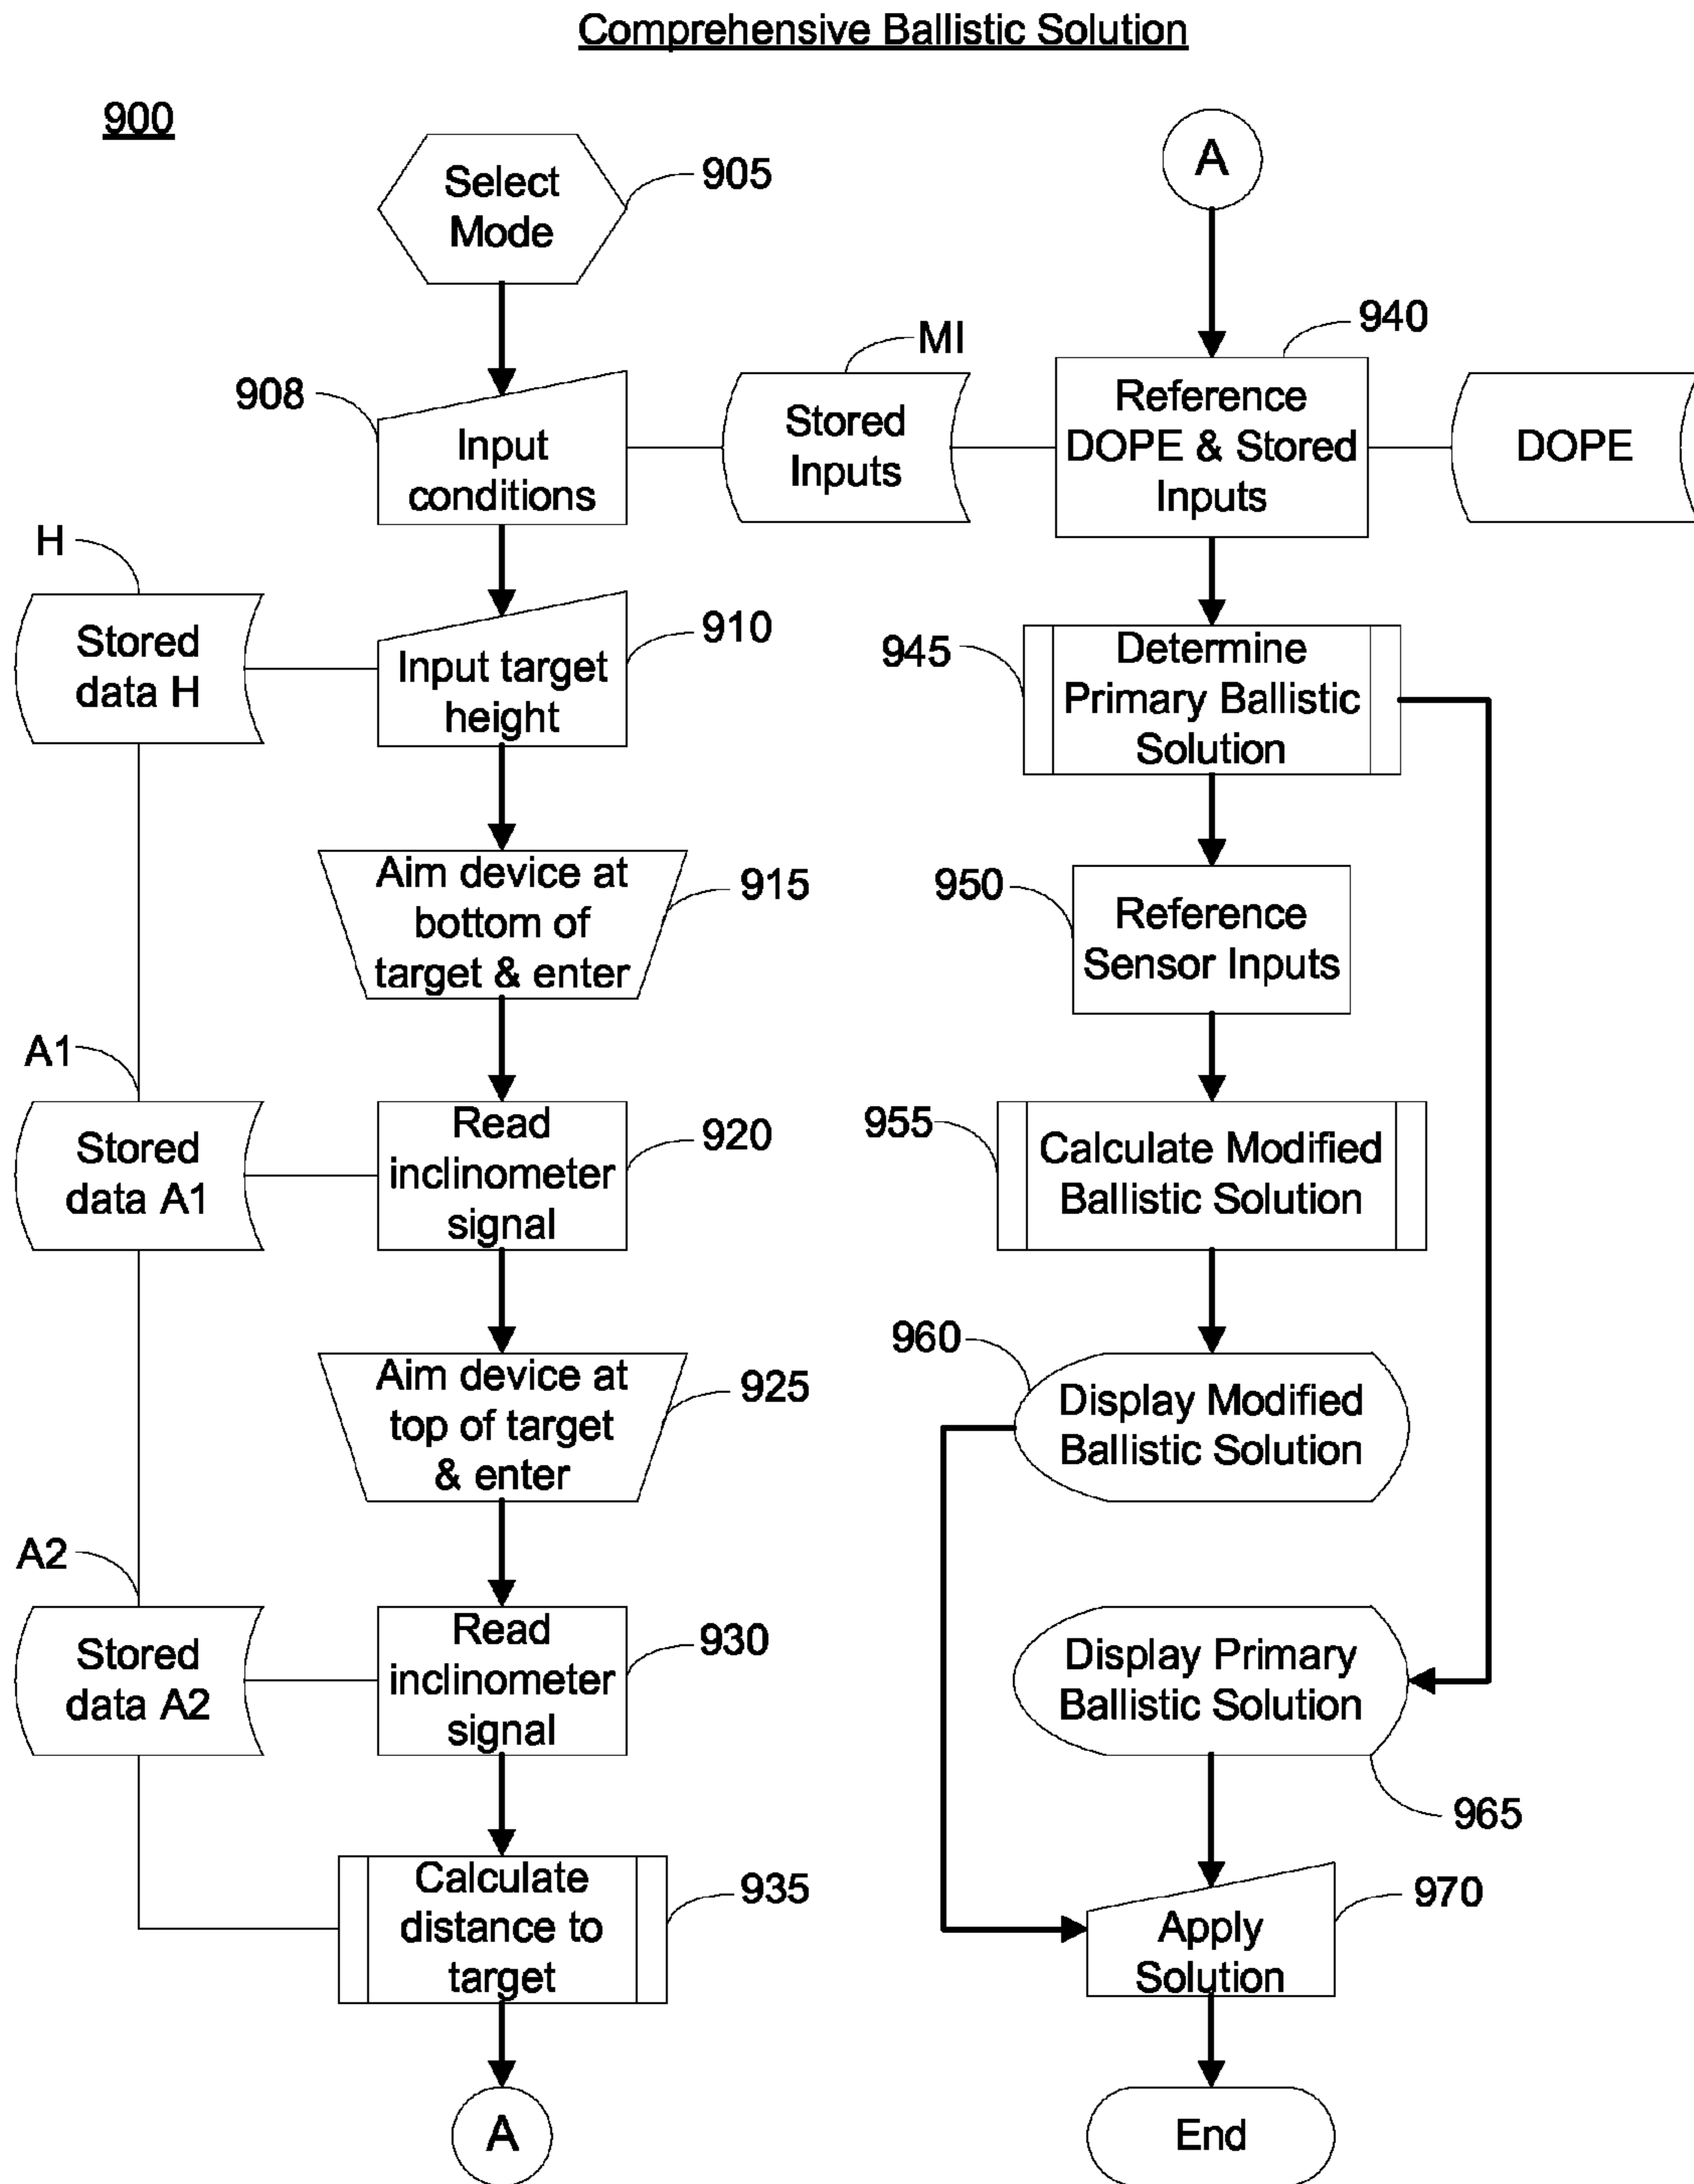 Comprehensive Ballistic Solution
900
Select
Mode
905
908
Input
conditions
MI
Stored
Inputs
H
Stored
data H
Input target
height
910
Aim device at
bottom of
target & enter
915
A1
Stored
data A1
Read
inclinometer
signal
920
Aim device at
top of target
& enter
925
A2
Stored
data A2
Read
inclinometer
signal
930
Calculate
distance to
target
935
A
A
940
Reference
DOPE & Stored
Inputs
DOPE
945
Determine
Primary Ballistic
Solution
950
Reference
Sensor Inputs
955
Calculate Modified
Ballistic Solution
960
Display Modified
Ballistic Solution
Display Primary
Ballistic Solution
965
970
Apply
Solution
End